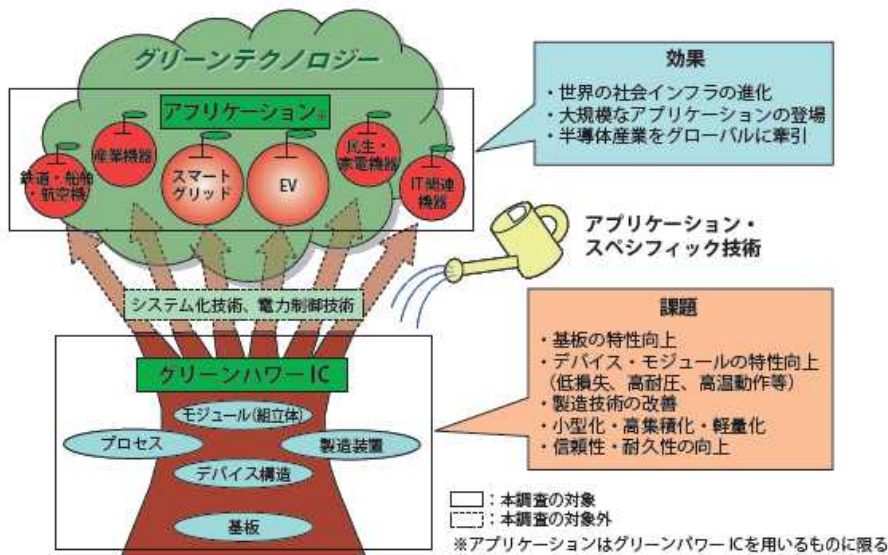 グリーンテクノロジー
アプリケーション※
鉄道・船舶
・航空機
産業機器
スマート
グリッド
EV
民生・
家電機器
IT関連
機器
効果
・世界の社会インフラの進化
・大規模なアプリケーションの登場
・半導体産業をグローバルに牽引
アプリケーション・
スペシフィック技術
システム化技術、電力制御技術
グリーンパワーIC
モジュール(組立体)
プロセス
製造装置
デバイス構造
基板
課題
・基板の特性向上
・デバイス・モジュールの特性向上
(低損失、高耐圧、高温動作等)
・製造技術の改善
・小型化・高集積化・軽量化
・信頼性・耐久性の向上
：本調査の対象
：本調査の対象外
※アプリケーションはグリーンパワーICを用いるものに限る